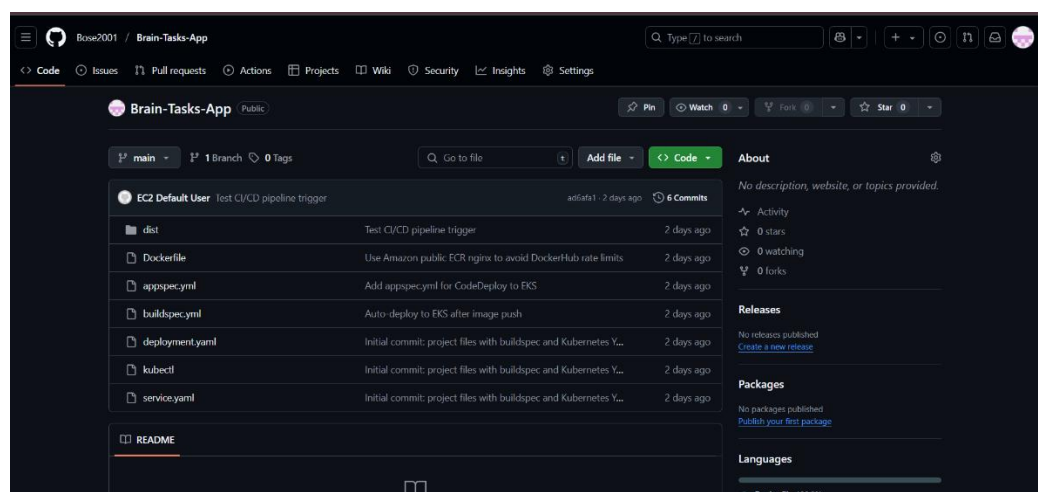 Bose2001 / Brain-Tasks-App
Type / to search
Code
Issues
Pull requests
Actions
Projects
Wiki
Security
Insights
Settings
Brain-Tasks-App Public
Pin
Watch 0
Fork 0
Star 0
main
1 Branch
0 Tags
Go to file
t
Add file
Code
EC2 Default User Test CI/CD pipeline trigger ad6afa1 · 2 days ago 6 Commits
dist Test CI/CD pipeline trigger 2 days ago
Dockerfile Use Amazon public ECR nginx to avoid DockerHub rate limits 2 days ago
appspec.yml Add appspec.yml for CodeDeploy to EKS 2 days ago
buildspec.yml Auto-deploy to EKS after image push 2 days ago
deployment.yaml Initial commit: project files with buildspec and Kubernetes Y... 2 days ago
kubectl Initial commit: project files with buildspec and Kubernetes Y... 2 days ago
service.yaml Initial commit: project files with buildspec and Kubernetes Y... 2 days ago
README
About
No description, website, or topics provided.
Activity
0 stars
0 watching
0 forks
Releases
No releases published
Create a new release
Packages
No packages published
Publish your first package
Languages